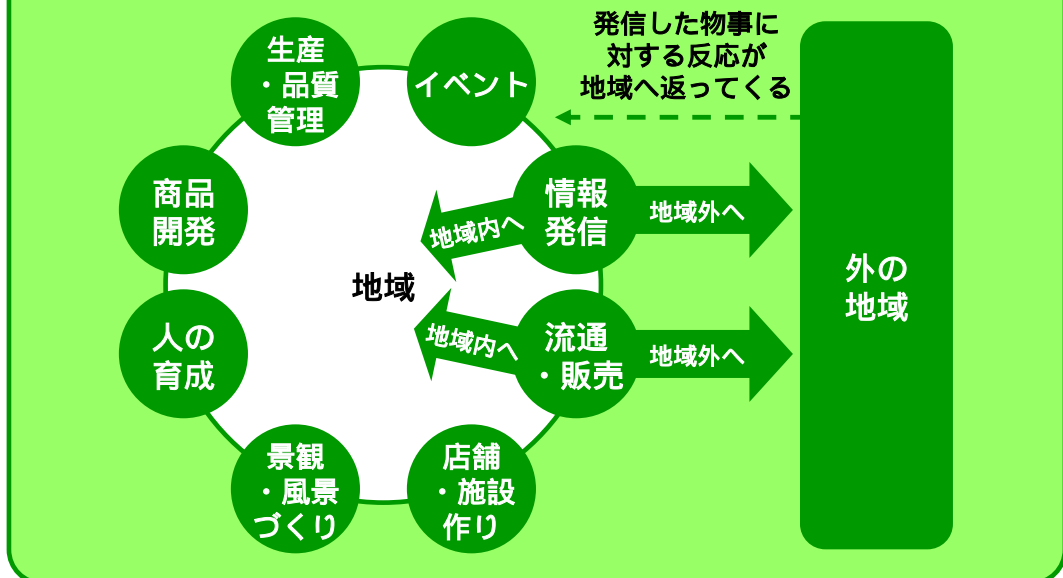 発信した物事に
対する反応が
地域へ返ってくる
生産
・品質
管理
イベント
商品
開発
情報
発信
地域内へ
地域外へ
地域
外の
地域
人の
育成
地域内へ
流通
・販売
地域外へ
景観
・風景
づくり
店舗
・施設
作り